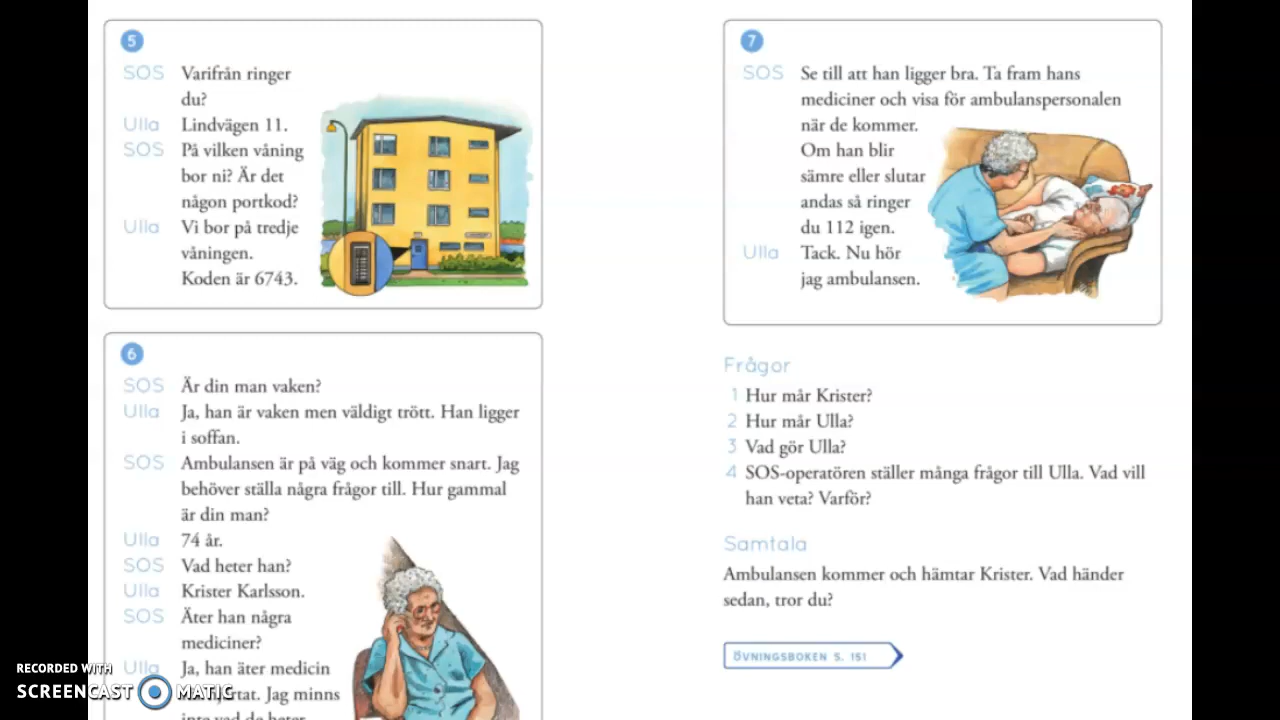 5
SOS Varifrån ringer
du?
Ulla Lindvägen 11.
SOS På vilken våning
bor ni? Är det
någon portkod?
Ulla Vi bor på tredje
våningen.
Koden är 6743.
6
SOS Är din man vaken?
Ulla Ja, han är vaken men väldigt trött. Han ligger
i soffan.
SOS Ambulansen är på väg och kommer snart. Jag
behöver ställa några frågor till. Hur gammal
är din man?
Ulla 74 år.
SOS Vad heter han?
Ulla Krister Karlsson.
SOS Äter han några
mediciner?
Ulla Ja, han äter medicin
Jag minns
inte vad de heter
7
SOS Se till att han ligger bra. Ta fram hans
mediciner och visa för ambulanspersonalen
när de kommer.
Om han blir
sämre eller slutar
andas så ringer
du 112 igen.
Ulla Tack. Nu hör
jag ambulansen.
Frågor
1 Hur mår Krister?
2 Hur mår Ulla?
3 Vad gör Ulla?
4 SOS-operatören ställer många frågor till Ulla. Vad vill
han veta? Varför?
Samtala
Ambulansen kommer och hämtar Krister. Vad händer
sedan, tror du?
ÖVNINGSBOKEN S. 151
RECORDED WITH
SCREENCAST MATIC